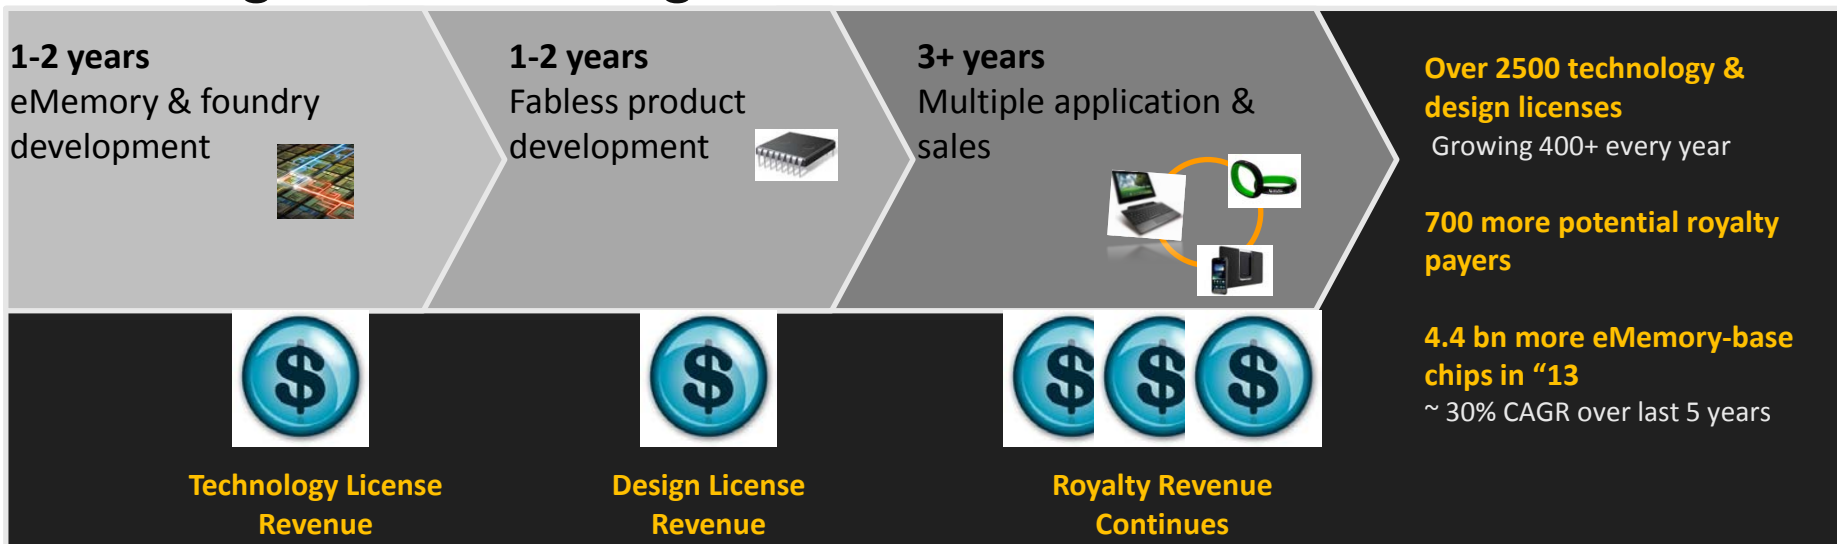 1-2 years
eMemory & foundry
development
1-2 years
Fabless product
development
3+ years
Multiple application &
sales
Over 2500 technology &
design licenses
Growing 400+ every year
700 more potential royalty
payers
4.4 bn more eMemory-base
chips in “13
~ 30% CAGR over last 5 years
$
$
$
$
$
Technology License
Revenue
Design License
Revenue
Royalty Revenue
Continues